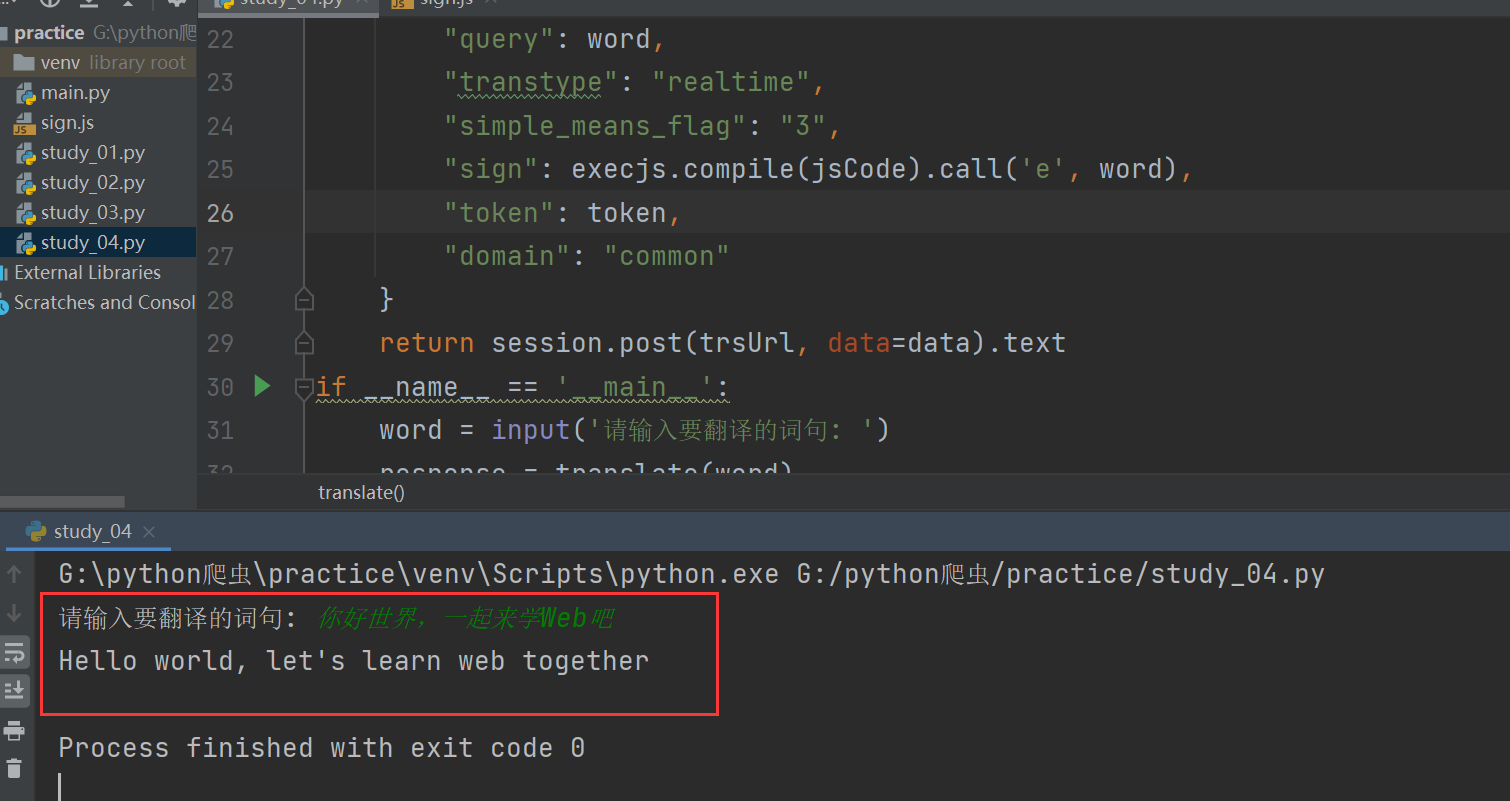 study_04.py
sign.js
practice G:\python爬
venv library root
main.py
sign.js
study_01.py
study_02.py
study_03.py
study_04.py
External Libraries
Scratches and Consol
22 "query": word,
23 "transtype": "realtime",
24 "simple_means_flag": "3",
25 "sign": execjs.compile(jsCode).call('e', word),
26 "token": token,
27 "domain": "common"
28 }
29 return session.post(trsUrl, data=data).text
30 if __name__ == '__main__':
31 word = input('请输入要翻译的词句: ')
32 response = translate(word)
translate()
study_04
G:\python爬虫\practice\venv\Scripts\python.exe G:/python爬虫/practice/study_04.py
请输入要翻译的词句: 你好世界，一起来学Web吧
Hello world, let's learn web together
Process finished with exit code 0